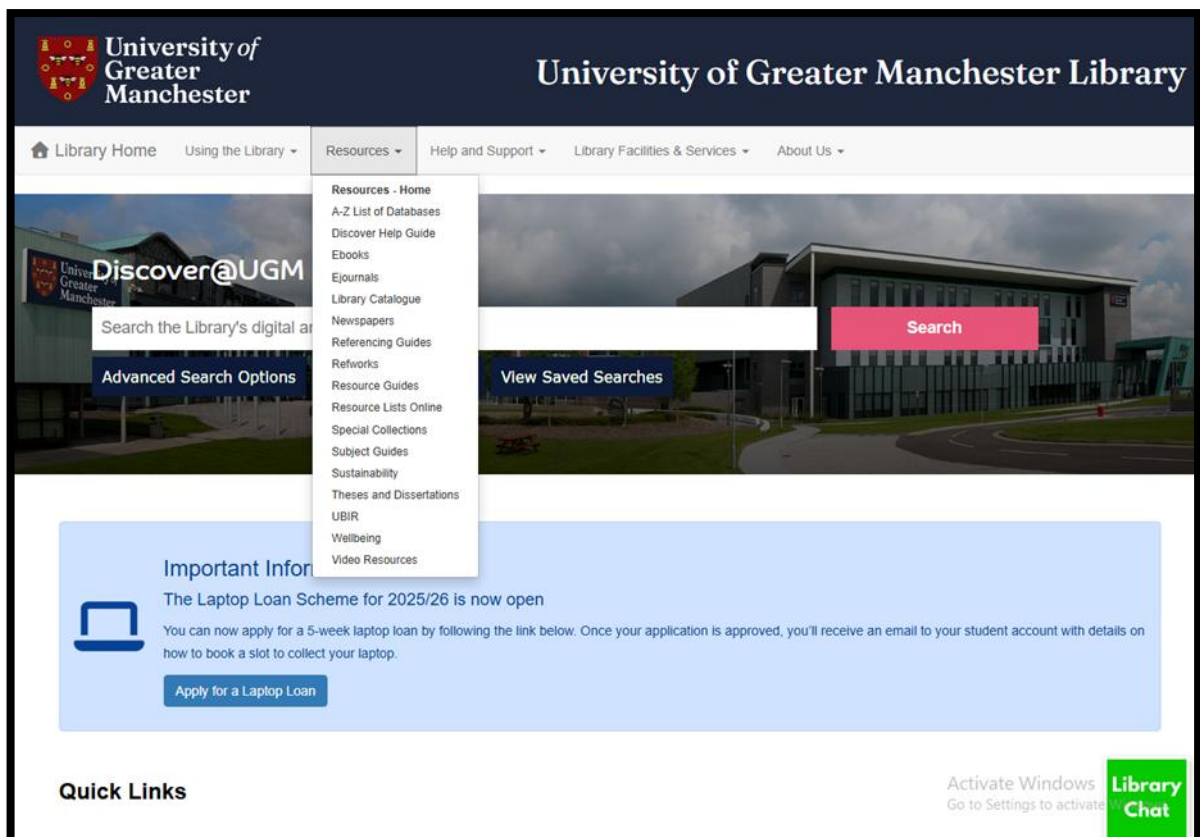 University of
Greater
Manchester
University of Greater Manchester Library
Library Home Using the Library Resources Help and Support Library Facilities & Services About Us
Resources - Home
A-Z List of Databases
Discover Help Guide
Ebooks
Ejournals
Library Catalogue
Newspapers
Referencing Guides
Refworks
Resource Guides
Resource Lists Online
Special Collections
Subject Guides
Sustainability
Theses and Dissertations
UBIR
Wellbeing
Video Resources
Greater
Manchester
Discover@UGM
Search the Library's digital
Search
Advanced Search Options View Saved Searches
Important
The Laptop Loan Scheme for 2025/26 is now open
You can now apply for a 5-week laptop loan by following the link below. Once your application is approved, you'll receive an email to your student account with details on
how to book a slot to collect your laptop.
Apply for a Laptop Loan
Quick Links
Activate Windows
Go to Settings to activate
Library
Chat